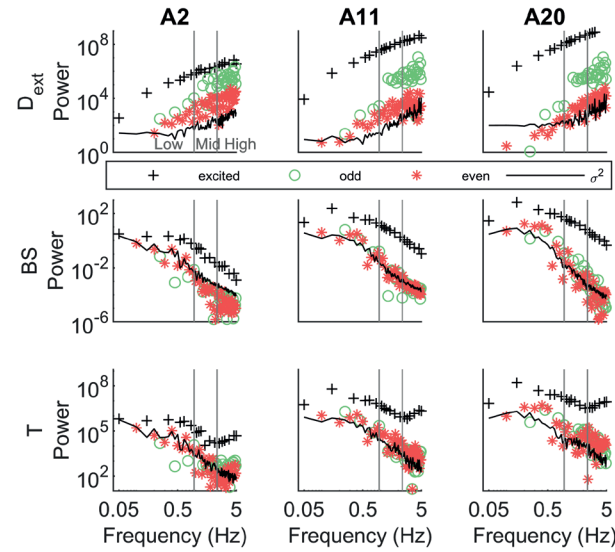 A2 A11 A20
D_ext Power
10^8
10^4
10^0
Low Mid High
+ excited ○ odd * even — σ^2
BS Power
10^2
10^-2
10^-6
T Power
10^8
10^5
10^2
0.05 0.5 5 0.05 0.5 5 0.05 0.5 5
Frequency (Hz) Frequency (Hz) Frequency (Hz)